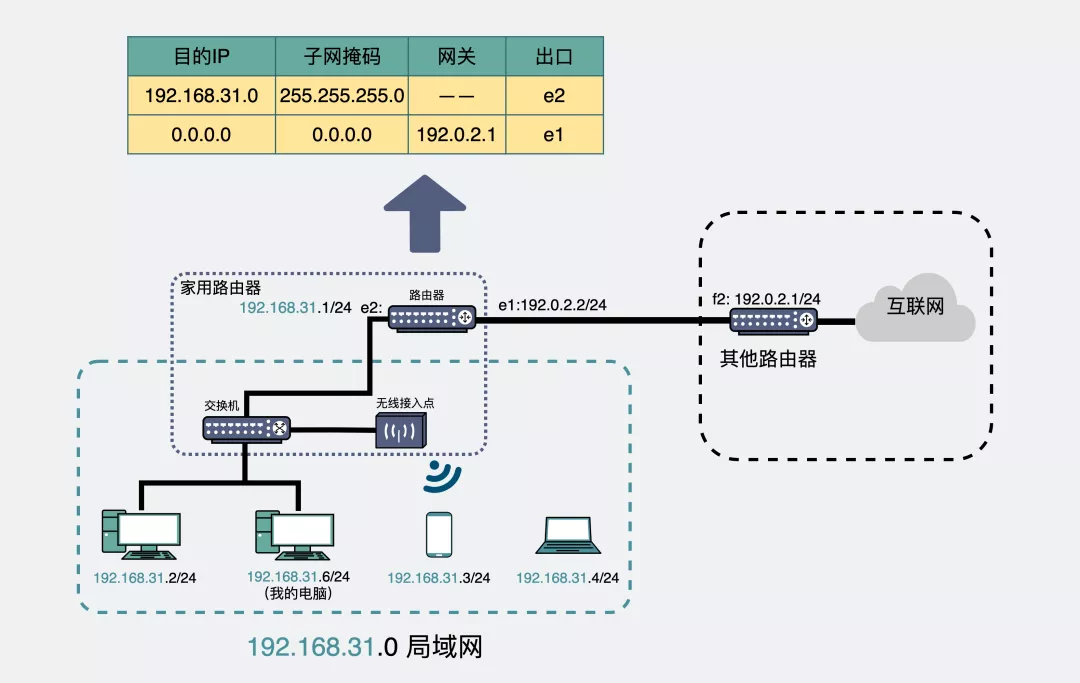 目的IP 子网掩码 网关 出口
192.168.31.0 255.255.255.0 —— e2
0.0.0.0 0.0.0.0 192.0.2.1 e1
家用路由器
192.168.31.1/24 e2:
路由器
e1:192.0.2.2/24
f2: 192.0.2.1/24
互联网
其他路由器
交换机
无线接入点
192.168.31.2/24
192.168.31.6/24
（我的电脑）
192.168.31.3/24
192.168.31.4/24
192.168.31.0 局域网